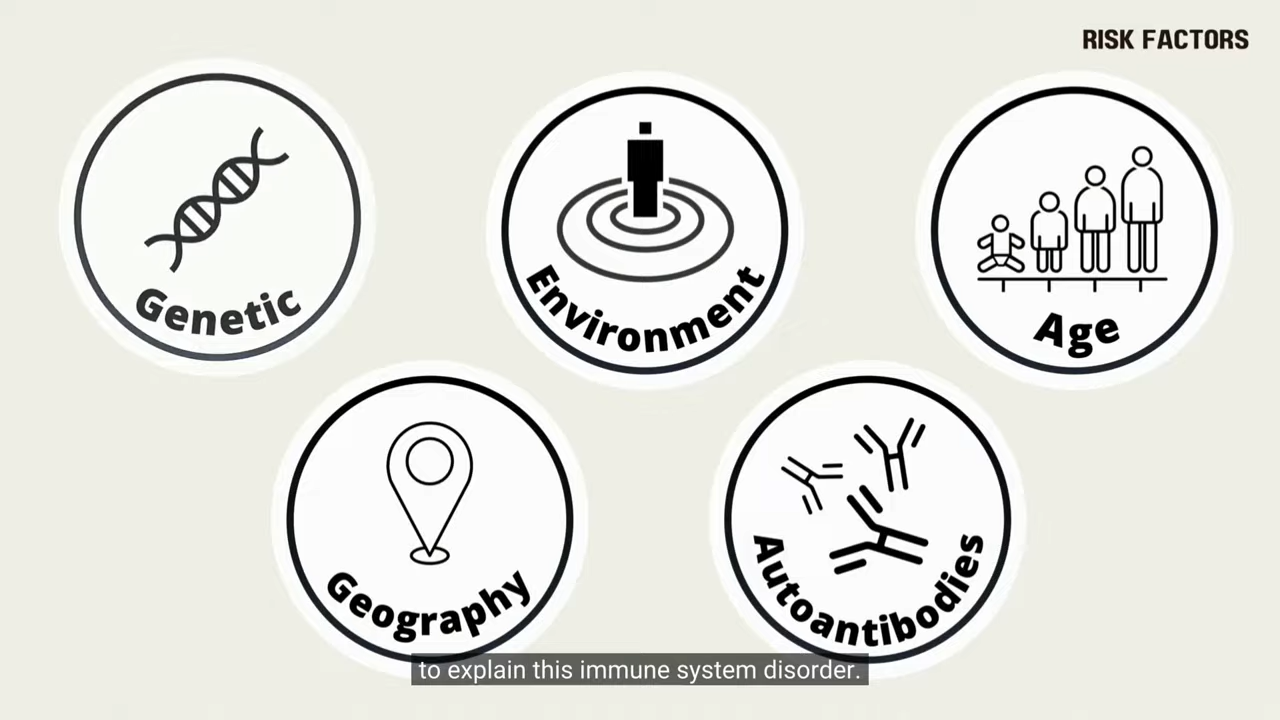 RISK FACTORS
Genetic
Environment
Age
Geography
Autoantibodies
to explain this immune system disorder.